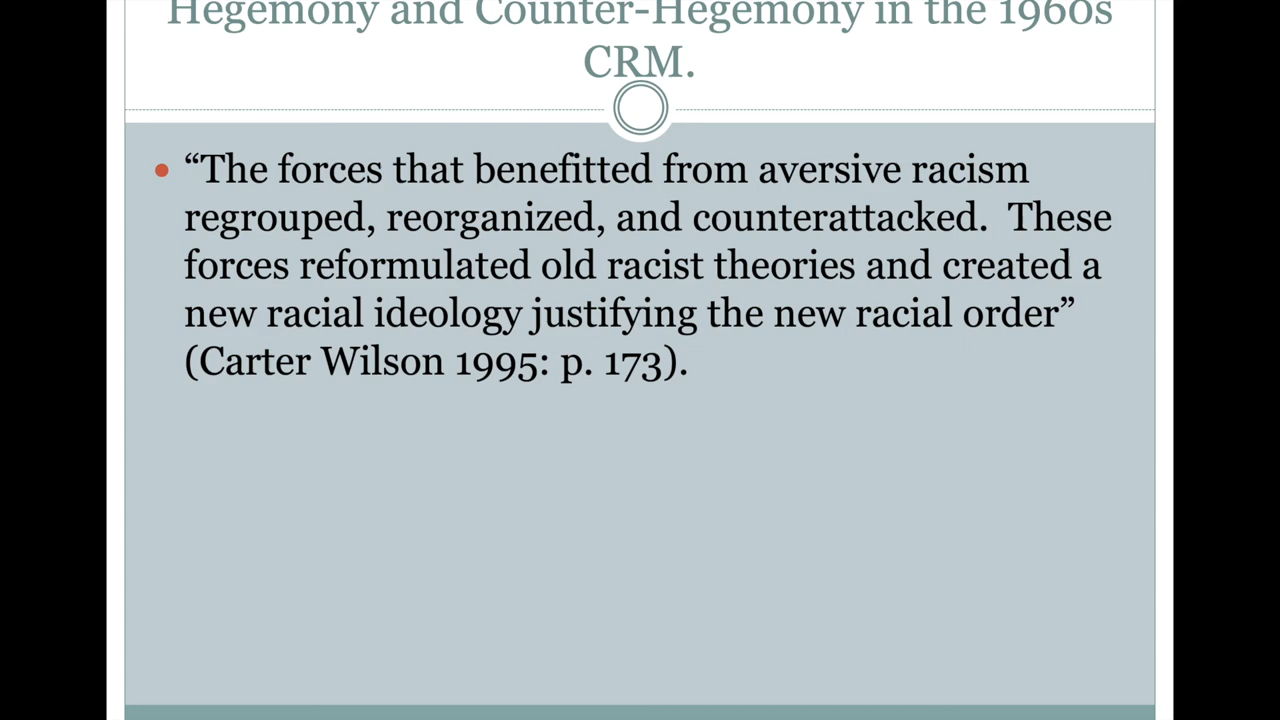 Hegemony and Counter-Hegemony in the 1960s
CRM.
“The forces that benefitted from aversive racism
regrouped, reorganized, and counterattacked.  These
forces reformulated old racist theories and created a
new racial ideology justifying the new racial order”
(Carter Wilson 1995: p. 173).